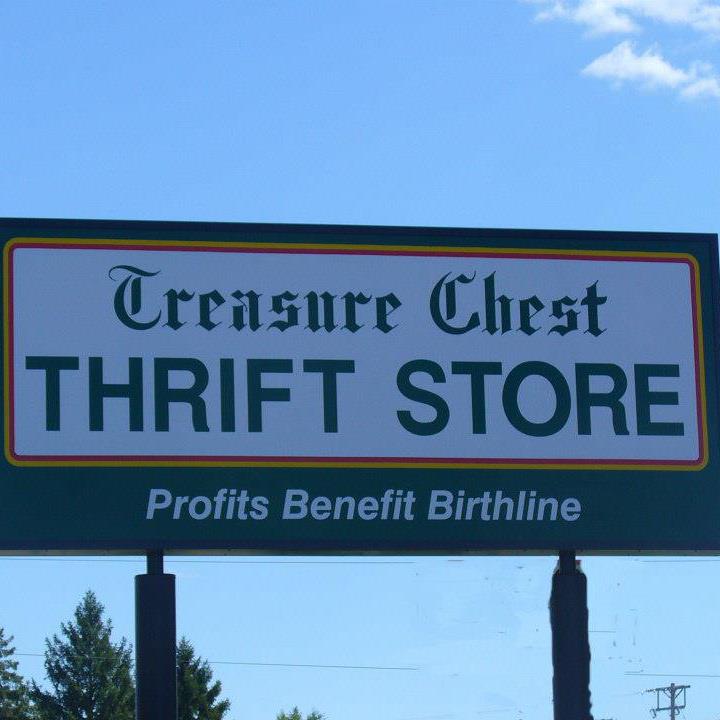 Treasure Chest
THRIFT STORE
Profits Benefit Birthline